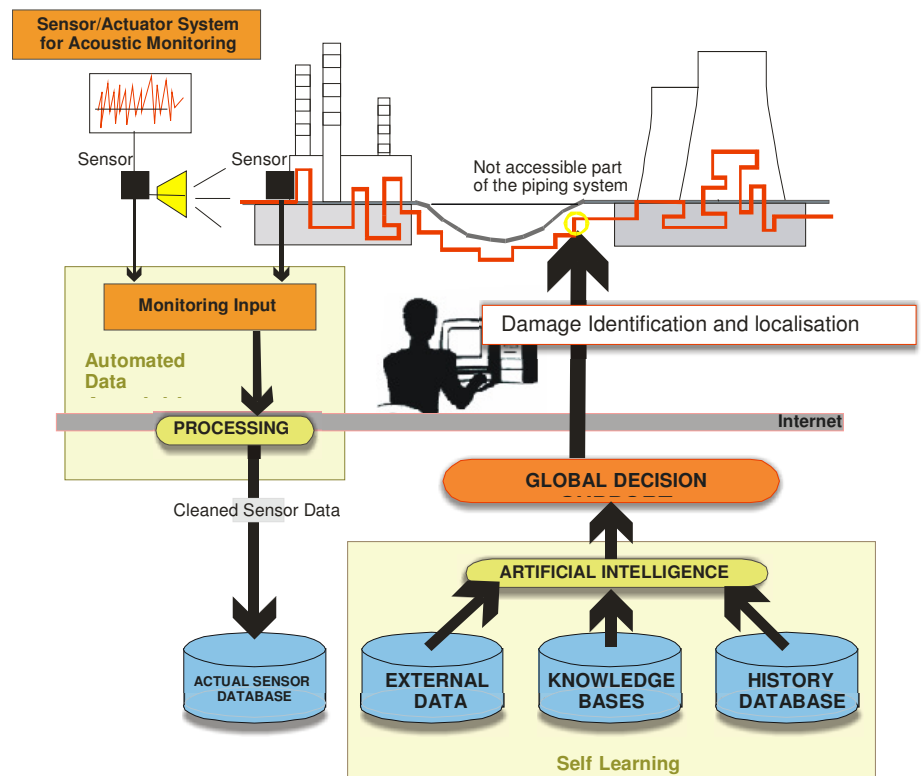 Sensor/Actuator System
for Acoustic Monitoring
Sensor
Sensor
Not accessible part
of the piping system
Monitoring Input
Damage Identification and localisation
Automated
Data
PROCESSING
Internet
GLOBAL DECISION
Cleaned Sensor Data
ARTIFICIAL INTELLIGENCE
ACTUAL SENSOR
DATABASE
EXTERNAL
DATA
KNOWLEDGE
BASES
HISTORY
DATABASE
Self Learning